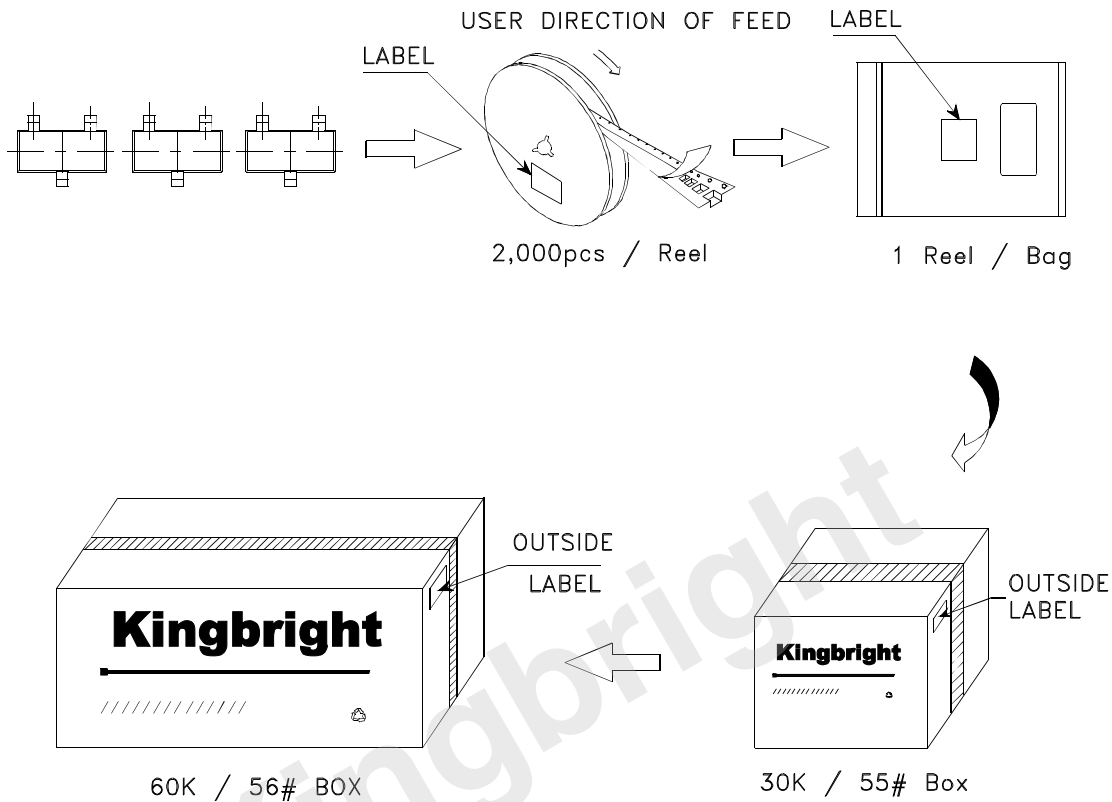 USER DIRECTION OF FEED
LABEL
LABEL
2,000pcs / Reel
1 Reel / Bag
OUTSIDE
LABEL
Kingbright
60K / 56# BOX
OUTSIDE
LABEL
Kingbright
30K / 55# Box
Kingbright